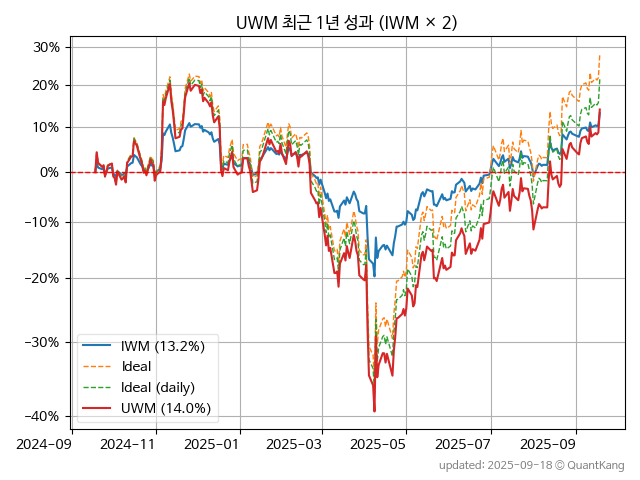 UWM 최근 1년 성과 (IWM × 2)
30%
20%
10%
0%
−10%
−20%
−30%
−40%
IWM (13.2%)
Ideal
Ideal (daily)
UWM (14.0%)
2024-09
2024-11
2025-01
2025-03
2025-05
2025-07
2025-09
updated: 2025-09-18 @ QuantKang